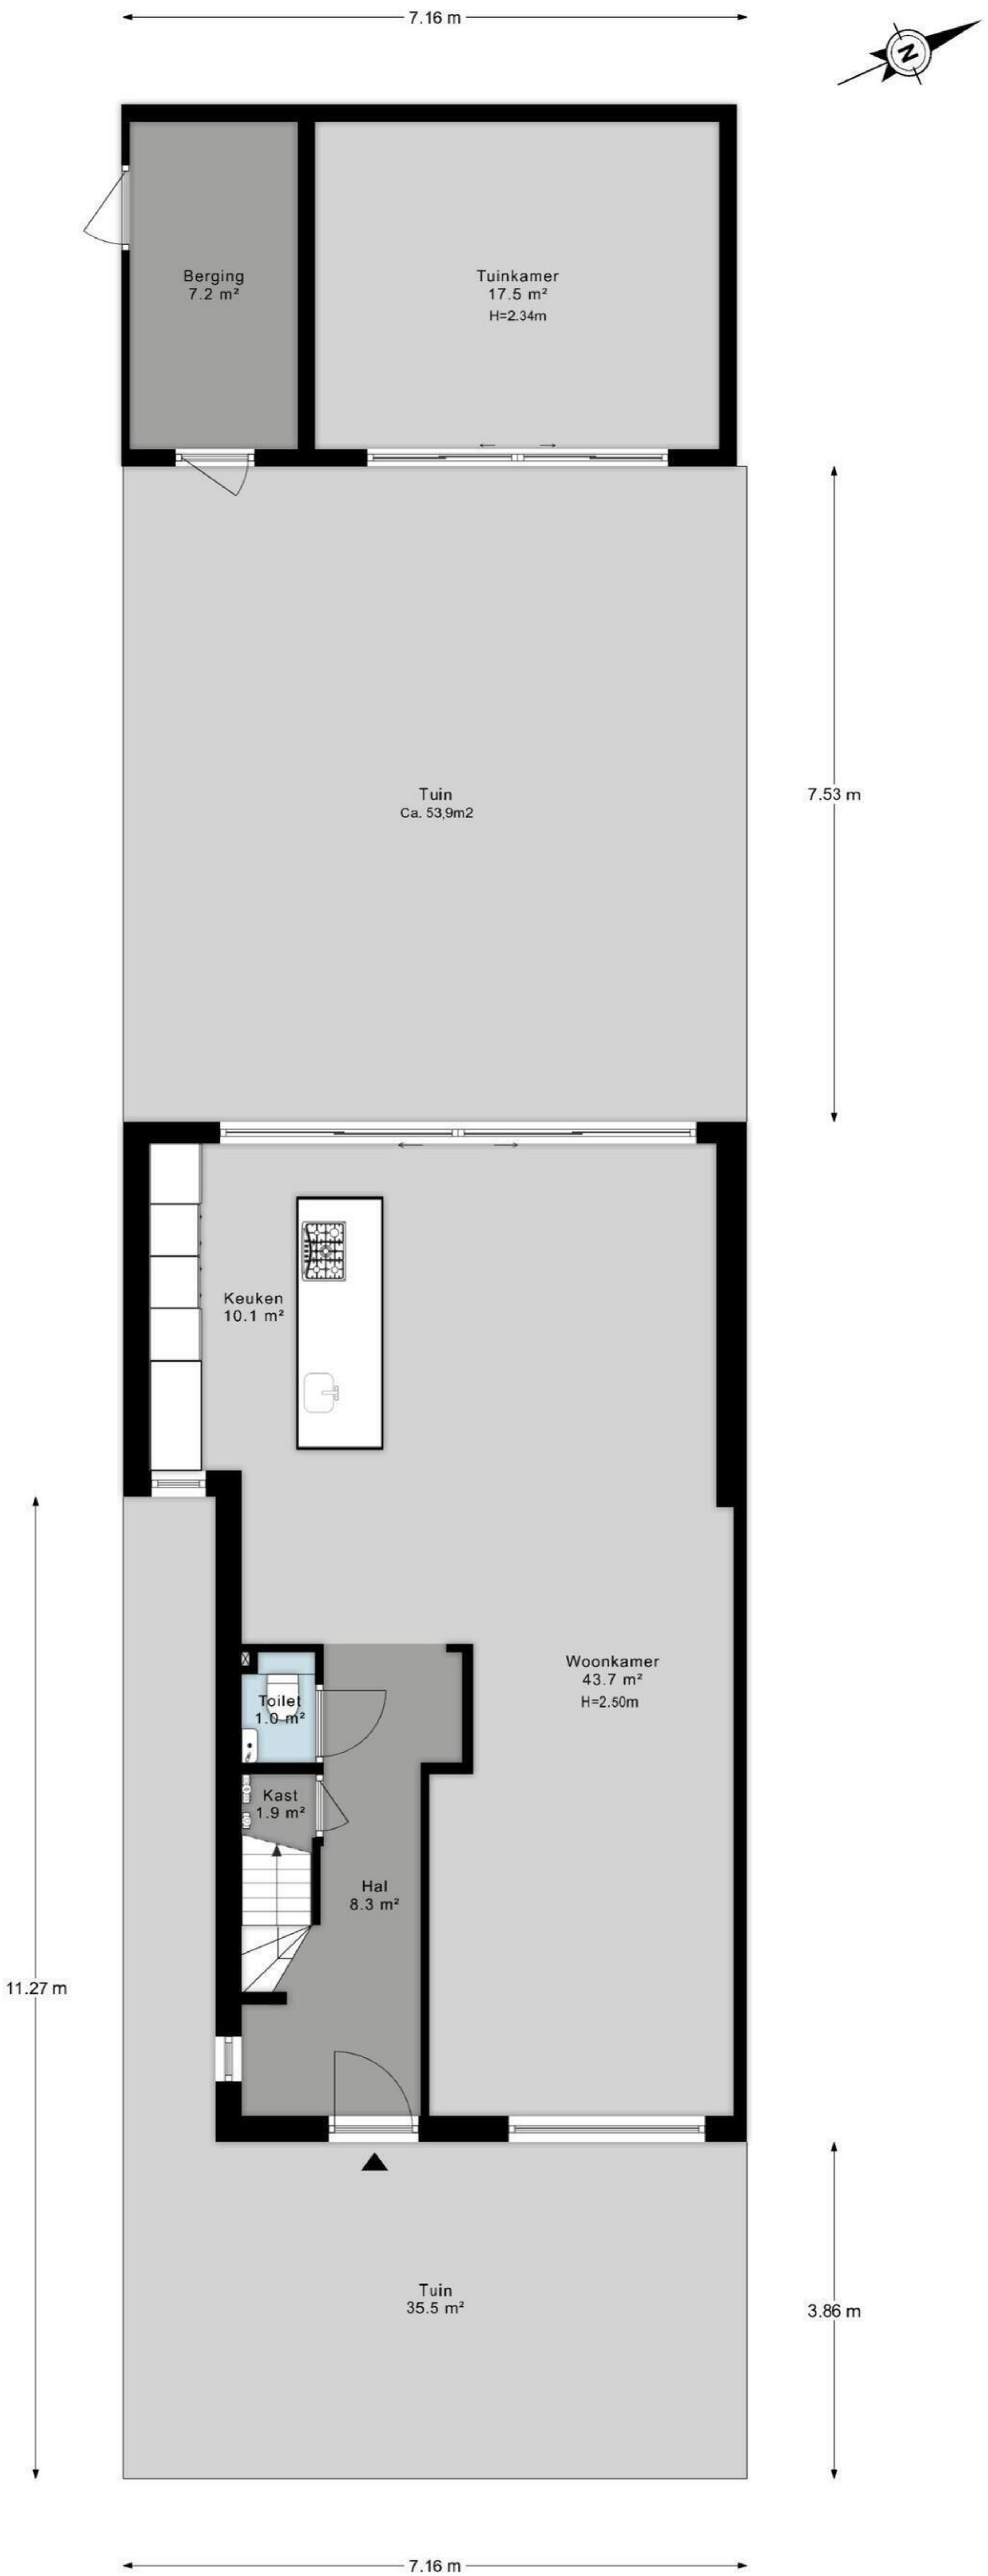 7.16 m
N
Berging
7.2 m²
Tuinkamer
17.5 m²
H=2.34m
Tuin
Ca. 53,9m2
7.53 m
Keuken
10.1 m²
Woonkamer
43.7 m²
H=2.50m
Toilet
1.0 m²
Kast
1.9 m²
Hal
8.3 m²
11.27 m
Tuin
35.5 m²
3.86 m
7.16 m